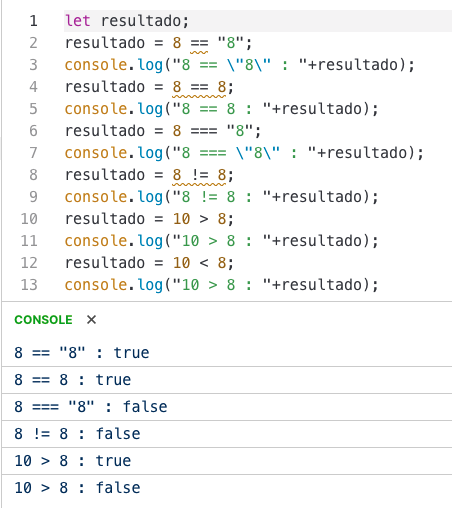 1 let resultado;
2 resultado = 8 == "8";
3 console.log("8 == \"8\" : "+resultado);
4 resultado = 8 == 8;
5 console.log("8 == 8 : "+resultado);
6 resultado = 8 === "8";
7 console.log("8 === \"8\" : "+resultado);
8 resultado = 8 != 8;
9 console.log("8 != 8 : "+resultado);
10 resultado = 10 > 8;
11 console.log("10 > 8 : "+resultado);
12 resultado = 10 < 8;
13 console.log("10 > 8 : "+resultado);
CONSOLE ×
8 == "8" : true
8 == 8 : true
8 === "8" : false
8 != 8 : false
10 > 8 : true
10 > 8 : false